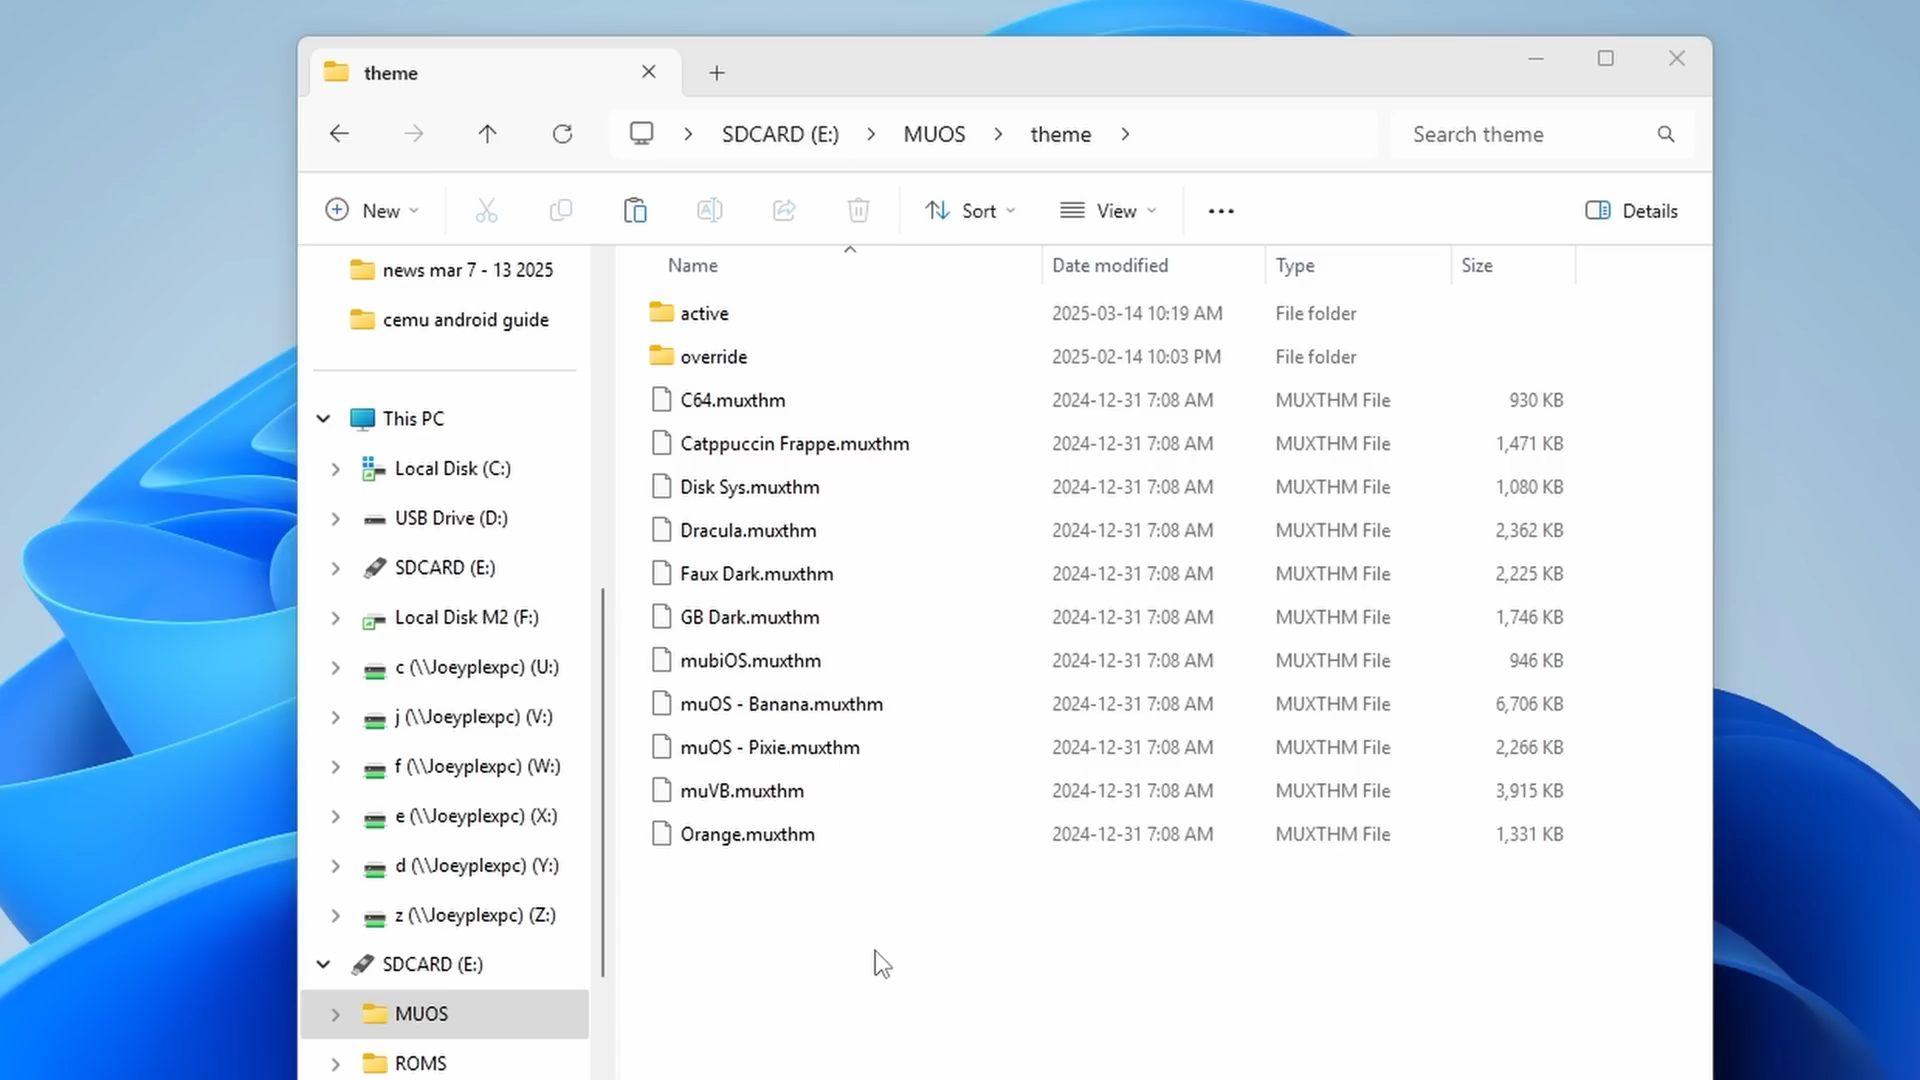 theme
SDCARD (E:) MUOS theme
Search theme
New
Sort
View
Details
news mar 7 - 13 2025
cemu android guide
This PC
Local Disk (C:)
USB Drive (D:)
SDCARD (E:)
Local Disk M2 (F:)
c (\\Joeyplexpc) (U:)
j (\\Joeyplexpc) (V:)
f (\\Joeyplexpc) (W:)
e (\\Joeyplexpc) (X:)
d (\\Joeyplexpc) (Y:)
z (\\Joeyplexpc) (Z:)
SDCARD (E:)
MUOS
ROMS
Name Date modified Type Size
active 2025-03-14 10:19 AM File folder
override 2025-02-14 10:03 PM File folder
C64.muxthm 2024-12-31 7:08 AM MUXTHM File 930 KB
Catppuccin Frappe.muxthm 2024-12-31 7:08 AM MUXTHM File 1,471 KB
Disk Sys.muxthm 2024-12-31 7:08 AM MUXTHM File 1,080 KB
Dracula.muxthm 2024-12-31 7:08 AM MUXTHM File 2,362 KB
Faux Dark.muxthm 2024-12-31 7:08 AM MUXTHM File 2,225 KB
GB Dark.muxthm 2024-12-31 7:08 AM MUXTHM File 1,746 KB
mubiOS.muxthm 2024-12-31 7:08 AM MUXTHM File 946 KB
muOS - Banana.muxthm 2024-12-31 7:08 AM MUXTHM File 6,706 KB
muOS - Pixie.muxthm 2024-12-31 7:08 AM MUXTHM File 2,266 KB
muVB.muxthm 2024-12-31 7:08 AM MUXTHM File 3,915 KB
Orange.muxthm 2024-12-31 7:08 AM MUXTHM File 1,331 KB